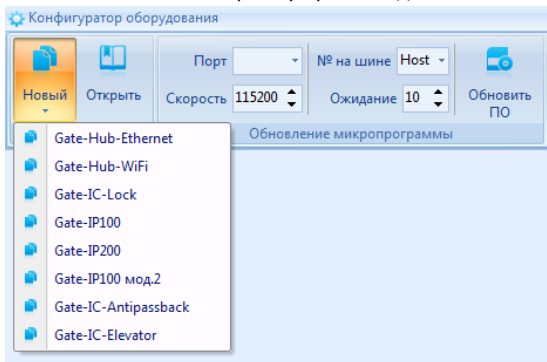 Конфигуратор оборудования
Порт № на шине Host
Новый Открыть Скорость 115200 Ожидание 10 Обновить ПО
Обновление микропрограммы
Gate-Hub-Ethernet
Gate-Hub-WiFi
Gate-IC-Lock
Gate-IP100
Gate-IP200
Gate-IP100 мод.2
Gate-IC-Antipassback
Gate-IC-Elevator